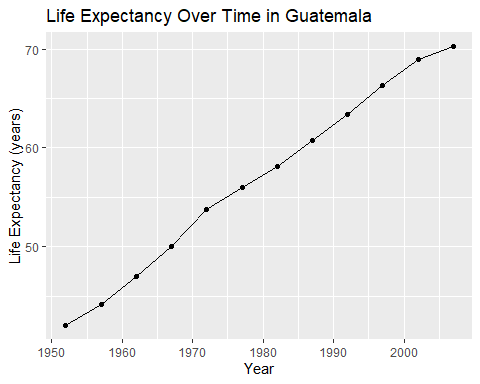 Life Expectancy Over Time in Guatemala
Life Expectancy (years)
70
60
50
1950 1960 1970 1980 1990 2000
Year